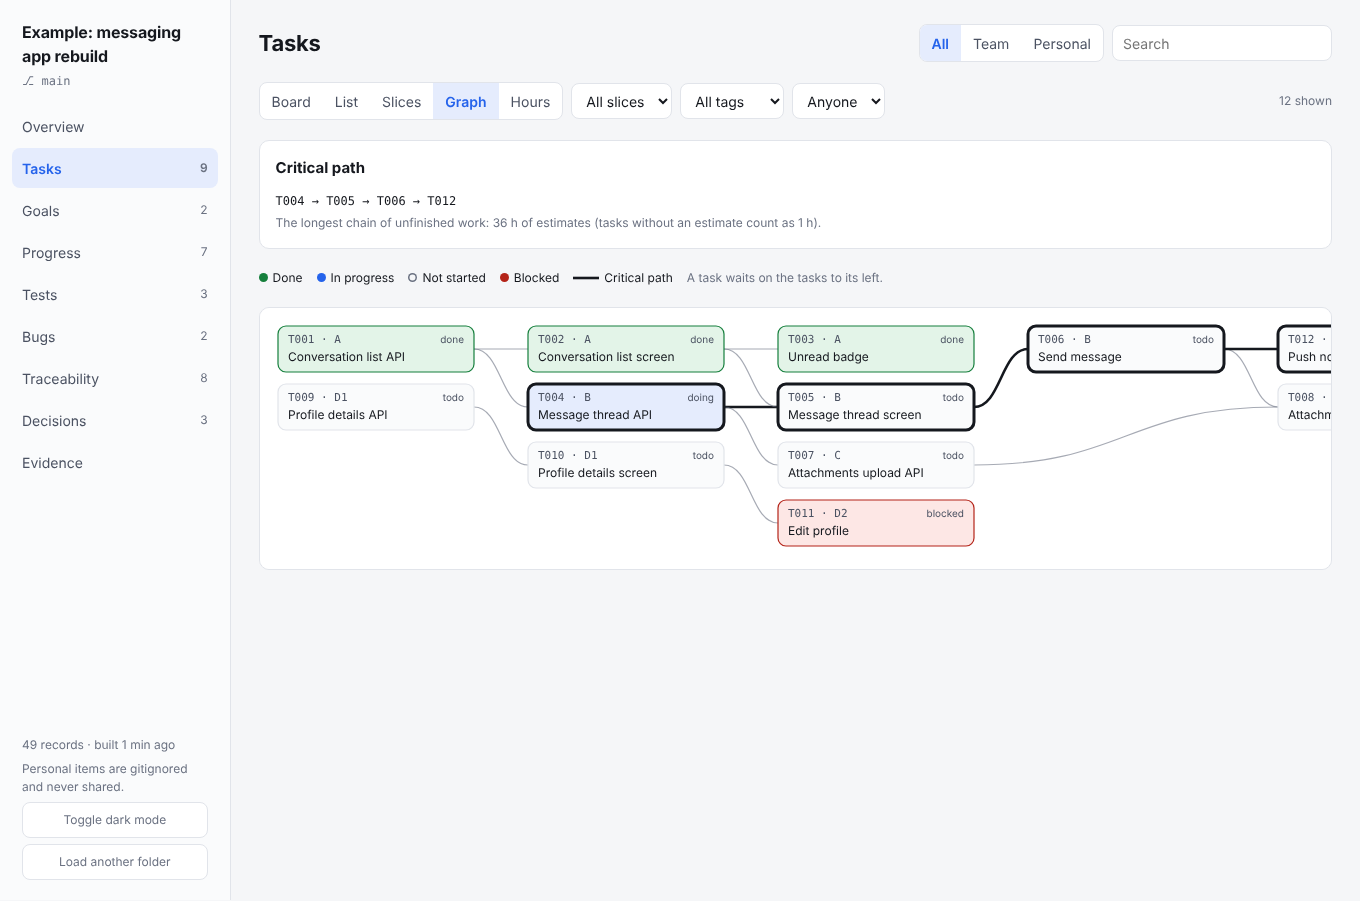 Example: messaging
app rebuild
⎇ main
Overview
Tasks 9
Goals 2
Progress 7
Tests 3
Bugs 2
Traceability 8
Decisions 3
Evidence
49 records · built 1 min ago
Personal items are gitignored
and never shared.
Toggle dark mode
Load another folder
Tasks
All Team Personal Search
Board List Slices Graph Hours All slices All tags Anyone 12 shown
Critical path
T004 → T005 → T006 → T012
The longest chain of unfinished work: 36 h of estimates (tasks without an estimate count as 1 h).
Done In progress Not started Blocked Critical path A task waits on the tasks to its left.
T001 · A done
Conversation list API
T002 · A done
Conversation list screen
T003 · A done
Unread badge
T006 · B todo
Send message
T012 ·
Push
T009 · D1 todo
Profile details API
T004 · B doing
Message thread API
T005 · B todo
Message thread screen
T008 ·
T010 · D1 todo
Profile details screen
T007 · C todo
Attachments upload API
T011 · D2 blocked
Edit profile